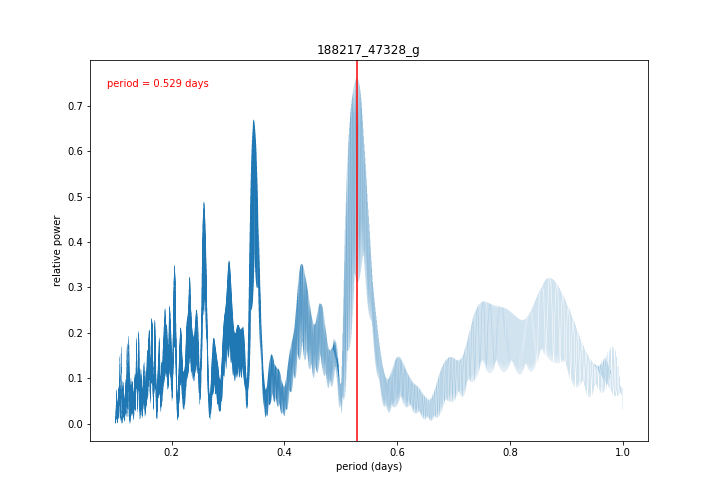 188217_47328_g
period = 0.529 days
relative power
0.7
0.6
0.5
0.4
0.3
0.2
0.1
0.0
0.2 0.4 0.6 0.8 1.0
period (days)